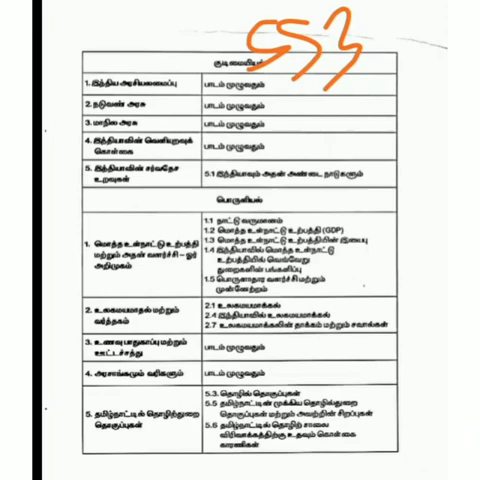 553
குடிமையியல்
1. இந்திய அரசியலமைப்பு
பாடம் முழுவதும்
2. நடுவண் அரசு
பாடம் முழுவதும்
3. மாநில அரசு
பாடம் முழுவதும்
4. இந்தியாவின் வெளியுறவுக்
கொள்கை
பாடம் முழுவதும்
5. இந்தியாவின் சர்வதேச
உறவுகள்
5.1 இந்தியாவும் அதன் அண்டை நாடுகளும்
பொருளியல்
1. மொத்த உள்நாட்டு உற்பத்தி
மற்றும் அதன் வளர்ச்சி – ஓர்
அறிமுகம்
1.1 நாட்டு வருமானம்
1.2 மொத்த உள்நாட்டு உற்பத்தி (GDP)
1.3 மொத்த உள்நாட்டு உற்பத்தியின் இயைபு
1.4 இந்தியாவில் மொத்த உள்நாட்டு
உற்பத்தியில் வெவ்வேறு
துறைகளின் பங்களிப்பு
1.5 பொருளாதார வளர்ச்சி மற்றும்
முன்னேற்றம்
2. உலகமயமாதல் மற்றும்
வர்த்தகம்
2.1 உலகமயமாக்கல்
2.4 இந்தியாவில் உலகமயமாக்கல்
2.7 உலகமயமாக்கலின் தாக்கம் மற்றும் சவால்கள்
3. உணவு பாதுகாப்பு மற்றும்
ஊட்டச்சத்து
பாடம் முழுவதும்
4. அரசாங்கமும் வரிகளும்
பாடம் முழுவதும்
5. தமிழ்நாட்டில் தொழில்துறை
தொகுப்புகள்
5.3. தொழில் தொகுப்புகள்
5.5 தமிழ்நாட்டின் முக்கிய தொழில்துறை
தொகுப்புகள் மற்றும் அவற்றின் சிறப்புகள்
5.6 தமிழ்நாட்டில் தொழிற் சாலை
விரிவாக்கத்திற்கு உதவும் கொள்கை
காரணிகள்